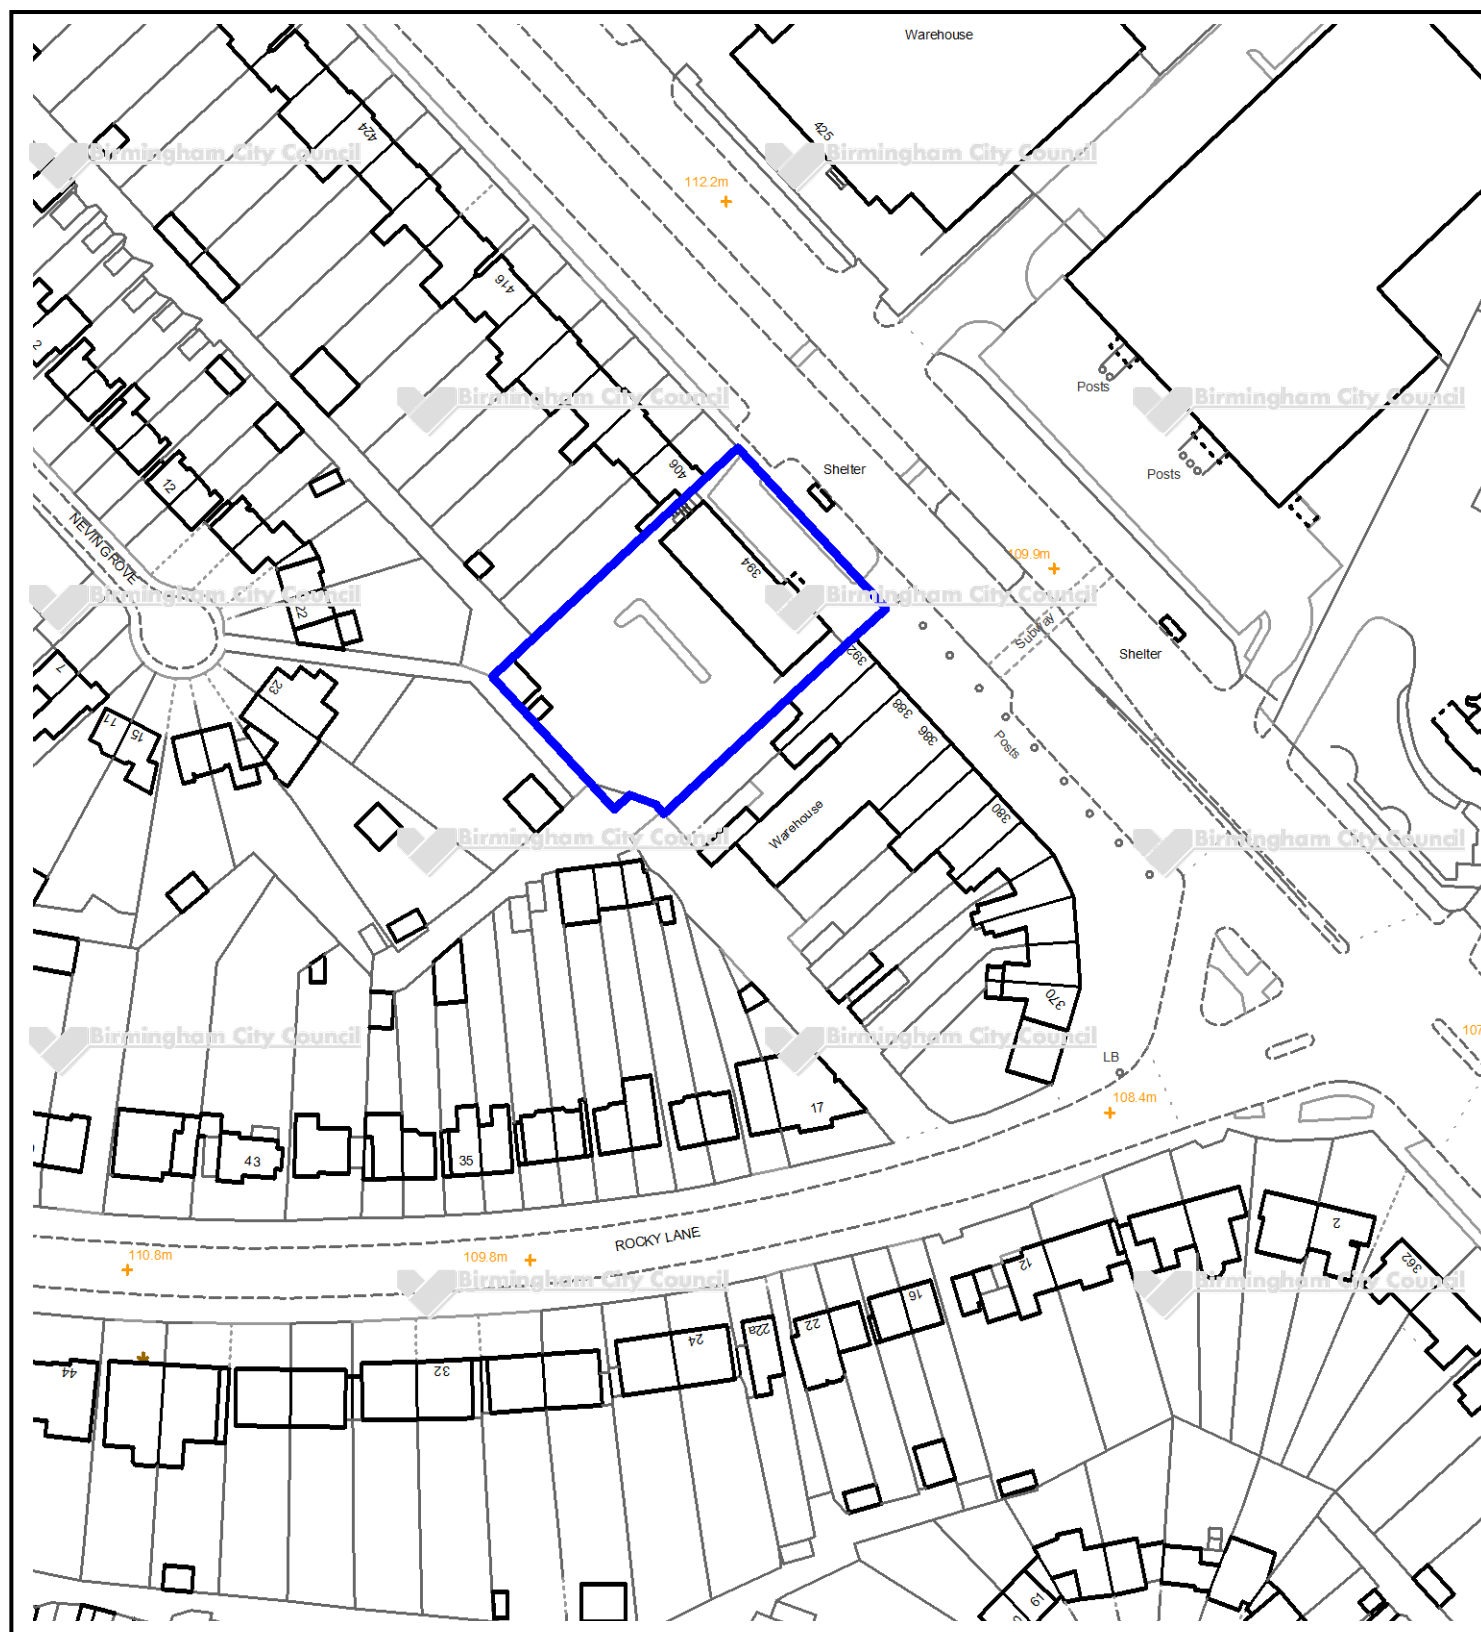 Warehouse
425
424
Birmingham City Council
Birmingham City Council
112.2m
416
2
Posts
Birmingham City Council
Birmingham City Council
406
Shelter
Posts
12
NEVIN GROVE
394
109.9m
Birmingham City Council
Birmingham City Council
22
Subway
392
Shelter
7
23
388
11
15
386
Posts
380
Warehouse
Birmingham City Council
Birmingham City Council
370
Birmingham City Council
Birmingham City Council
107
LB
108.4m
17
43
35
ROCKY LANE
110.8m
109.8m
2
12
362
Birmingham City Council
Birmingham City Council
16
22
22a
24
32
44
61